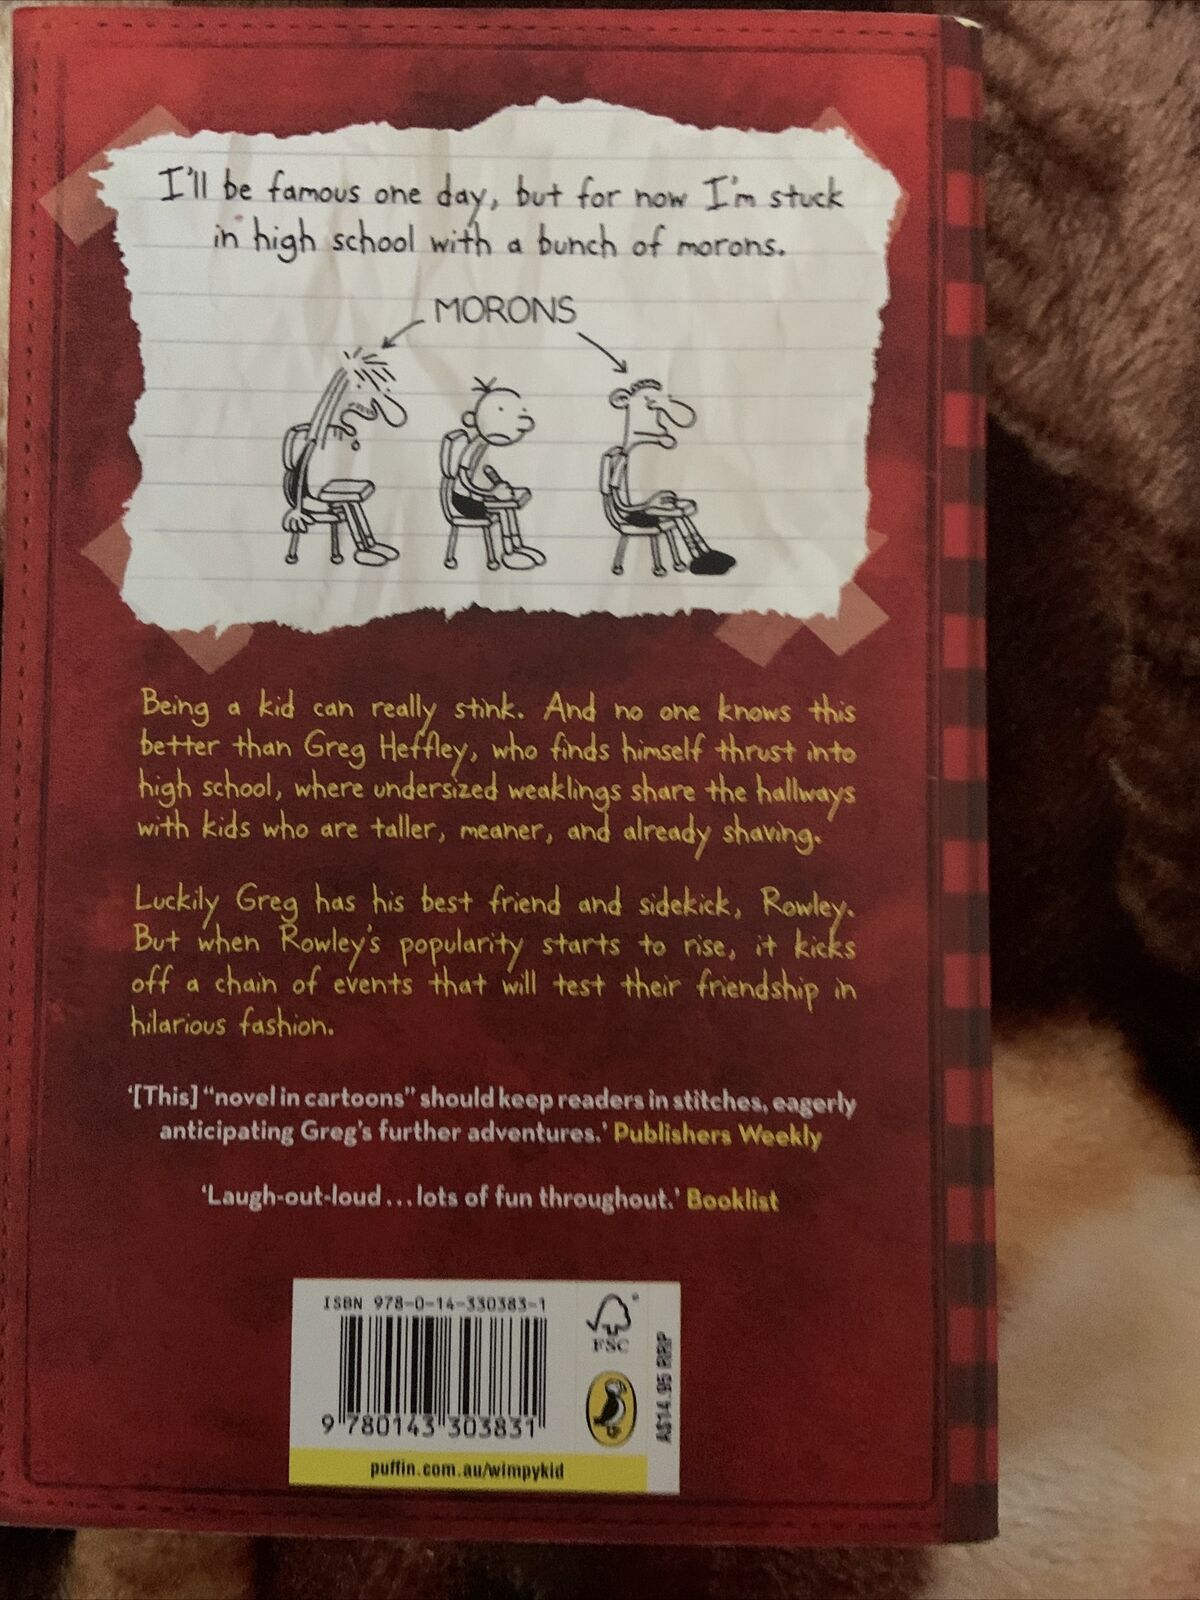 I'll be famous one day, but for now I'm stuck
in high school with a bunch of morons.
MORONS
Being a kid can really stink. And no one knows this
better than Greg Heffley, who finds himself thrust into
high school, where undersized weaklings share the hallways
with kids who are taller, meaner, and already shaving.
Luckily Greg has his best friend and sidekick, Rowley.
But when Rowley's popularity starts to rise, it kicks
off a chain of events that will test their friendship in
hilarious fashion.
‘[This] “novel in cartoons” should keep readers in stitches, eagerly
anticipating Greg's further adventures.’ Publishers Weekly
‘Laugh-out-loud ... lots of fun throughout.’ Booklist
ISBN 978-0-14-330383-1
FSC
A$14.95 RRP
9 780143 303831
puffin.com.au/wimpykid